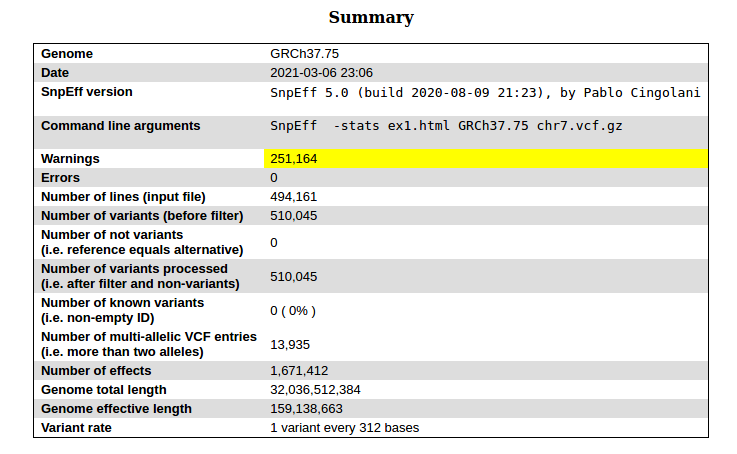 Summary
Genome GRCh37.75
Date 2021-03-06 23:06
SnpEff version SnpEff 5.0 (build 2020-08-09 21:23), by Pablo Cingolani
Command line arguments SnpEff  -stats ex1.html GRCh37.75 chr7.vcf.gz
Warnings 251,164
Errors 0
Number of lines (input file) 494,161
Number of variants (before filter) 510,045
Number of not variants
(i.e. reference equals alternative) 0
Number of variants processed
(i.e. after filter and non-variants) 510,045
Number of known variants
(i.e. non-empty ID) 0 ( 0% )
Number of multi-allelic VCF entries
(i.e. more than two alleles) 13,935
Number of effects 1,671,412
Genome total length 32,036,512,384
Genome effective length 159,138,663
Variant rate 1 variant every 312 bases